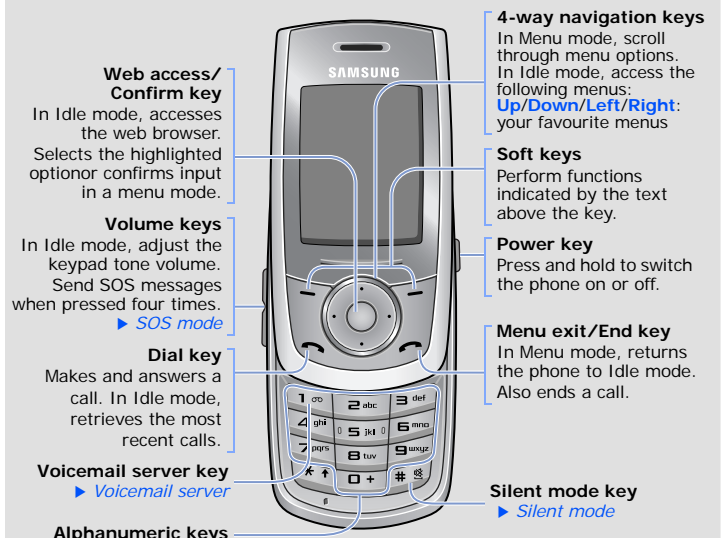 Web access/
Confirm key
In Idle mode, accesses
the web browser.
Selects the highlighted
optionor confirms input
in a menu mode.
Volume keys
In Idle mode, adjust the
keypad tone volume.
Send SOS messages
when pressed four times.
▶ SOS mode
Dial key
Makes and answers a
call. In Idle mode,
retrieves the most
recent calls.
Voicemail server key
▶ Voicemail server
Alphanumeric keys
SAMSUNG
1
2 abc
3 def
4 ghi
5 jkl
6 mno
7 pqrs
8 tuv
9 wxyz
*
0 +
#
4-way navigation keys
In Menu mode, scroll
through menu options.
In Idle mode, access the
following menus:
Up/Down/Left/Right:
your favourite menus
Soft keys
Perform functions
indicated by the text
above the key.
Power key
Press and hold to switch
the phone on or off.
Menu exit/End key
In Menu mode, returns
the phone to Idle mode.
Also ends a call.
Silent mode key
▶ Silent mode